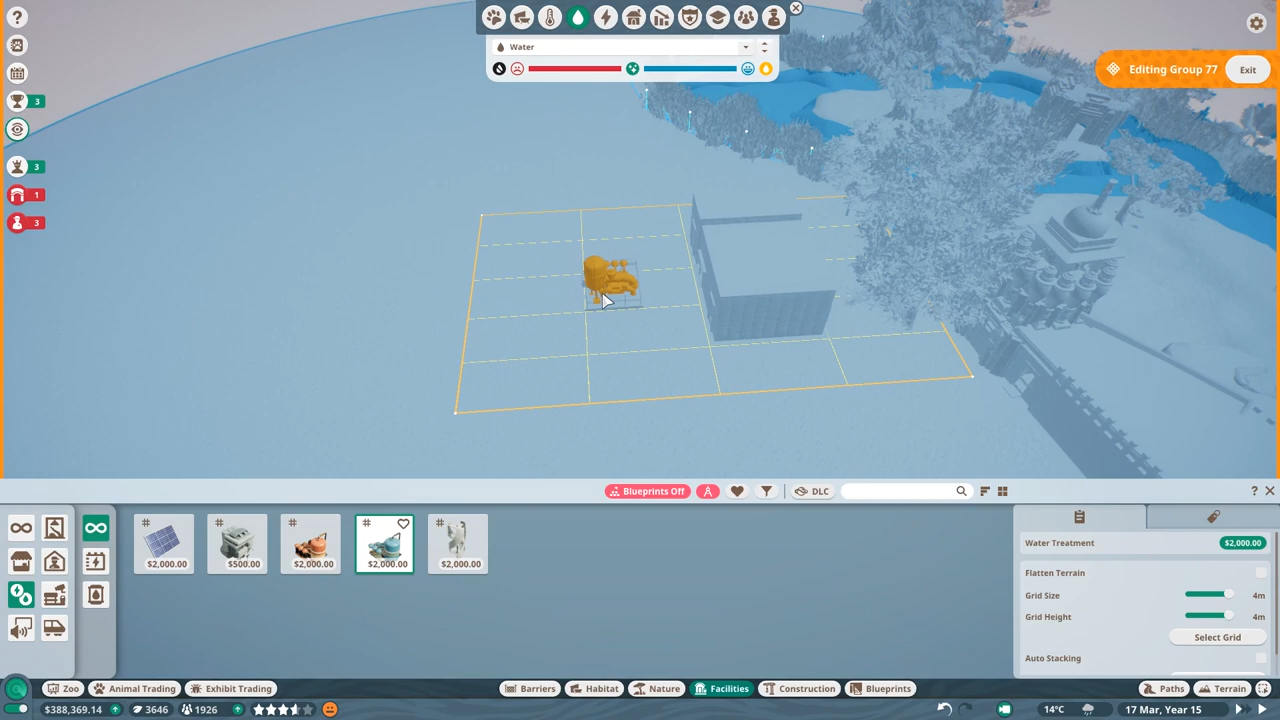 Water
Editing Group 77
Exit
3
3
1
3
Blueprints Off
DLC
?
$2,000.00
$500.00
$2,000.00
$2,000.00
$2,000.00
Water Treatment
$2,000.00
Flatten Terrain
Grid Size
4m
Grid Height
4m
Select Grid
Auto Stacking
Zoo
Animal Trading
Exhibit Trading
Barriers
Habitat
Nature
Facilities
Construction
Blueprints
Paths
Terrain
$388,369.14
3646
1926
14°C
17 Mar, Year 15